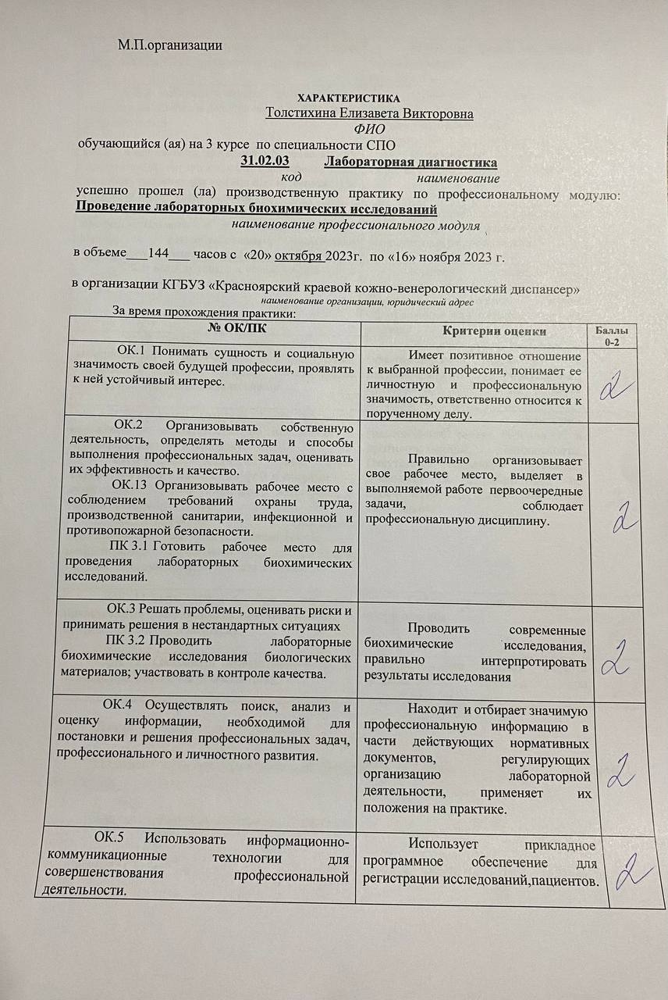 М.П.организации
ХАРАКТЕРИСТИКА
Толстихина Елизавета Викторовна
ФИО
обучающийся (ая) на 3 курсе по специальности СПО
31.02.03 Лабораторная диагностика
код наименование
успешно прошел (ла) производственную практику по профессиональному модулю:
Проведение лабораторных биохимических исследований
наименование профессионального модуля
в объеме___144___ часов с «20» октября 2023г. по «16» ноября 2023 г.
в организации КГБУЗ «Красноярский краевой кожно-венерологический диспансер»
наименование организации, юридический адрес
За время прохождения практики:
№ ОК/ПК
Критерии оценки
Баллы
0-2
ОК.1 Понимать сущность и социальную
значимость своей будущей профессии, проявлять
к ней устойчивый интерес.
Имеет позитивное отношение
к выбранной профессии, понимает ее
личностную и профессиональную
значимость, ответственно относится к
порученному делу.
2
ОК.2 Организовывать собственную
деятельность, определять методы и способы
выполнения профессиональных задач, оценивать
их эффективность и качество.
ОК.13 Организовывать рабочее место с
соблюдением требований охраны труда,
производственной санитарии, инфекционной и
противопожарной безопасности.
ПК 3.1 Готовить рабочее место для
проведения лабораторных биохимических
исследований.
Правильно организовывает
свое рабочее место, выделяет в
выполняемой работе первоочередные
задачи, соблюдает
профессиональную дисциплину.
2
ОК.3 Решать проблемы, оценивать риски и
принимать решения в нестандартных ситуациях
ПК 3.2 Проводить лабораторные
биохимические исследования биологических
материалов; участвовать в контроле качества.
Проводить современные
биохимические исследования,
правильно интерпротировать
результаты исследования
2
ОК.4 Осуществлять поиск, анализ и
оценку информации, необходимой для
постановки и решения профессиональных задач,
профессионального и личностного развития.
Находит и отбирает значимую
профессиональную информацию в
части действующих нормативных
документов, регулирующих
организацию лабораторной
деятельности, применяет их
положения на практике.
2
ОК.5 Использовать информационно-
коммуникационные технологии для
совершенствования профессиональной
деятельности.
Использует прикладное
программное обеспечение для
регистрации исследований,пациентов.
2